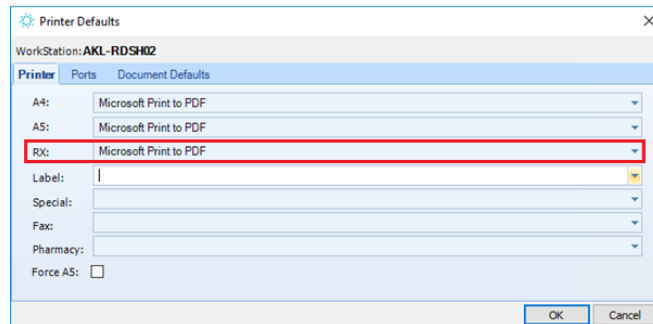 Printer Defaults
WorkStation: AKL-RDSH02
Printer Ports Document Defaults
A4: Microsoft Print to PDF
A5: Microsoft Print to PDF
RX: Microsoft Print to PDF
Label:
Special:
Fax:
Pharmacy:
Force A5:
OK Cancel